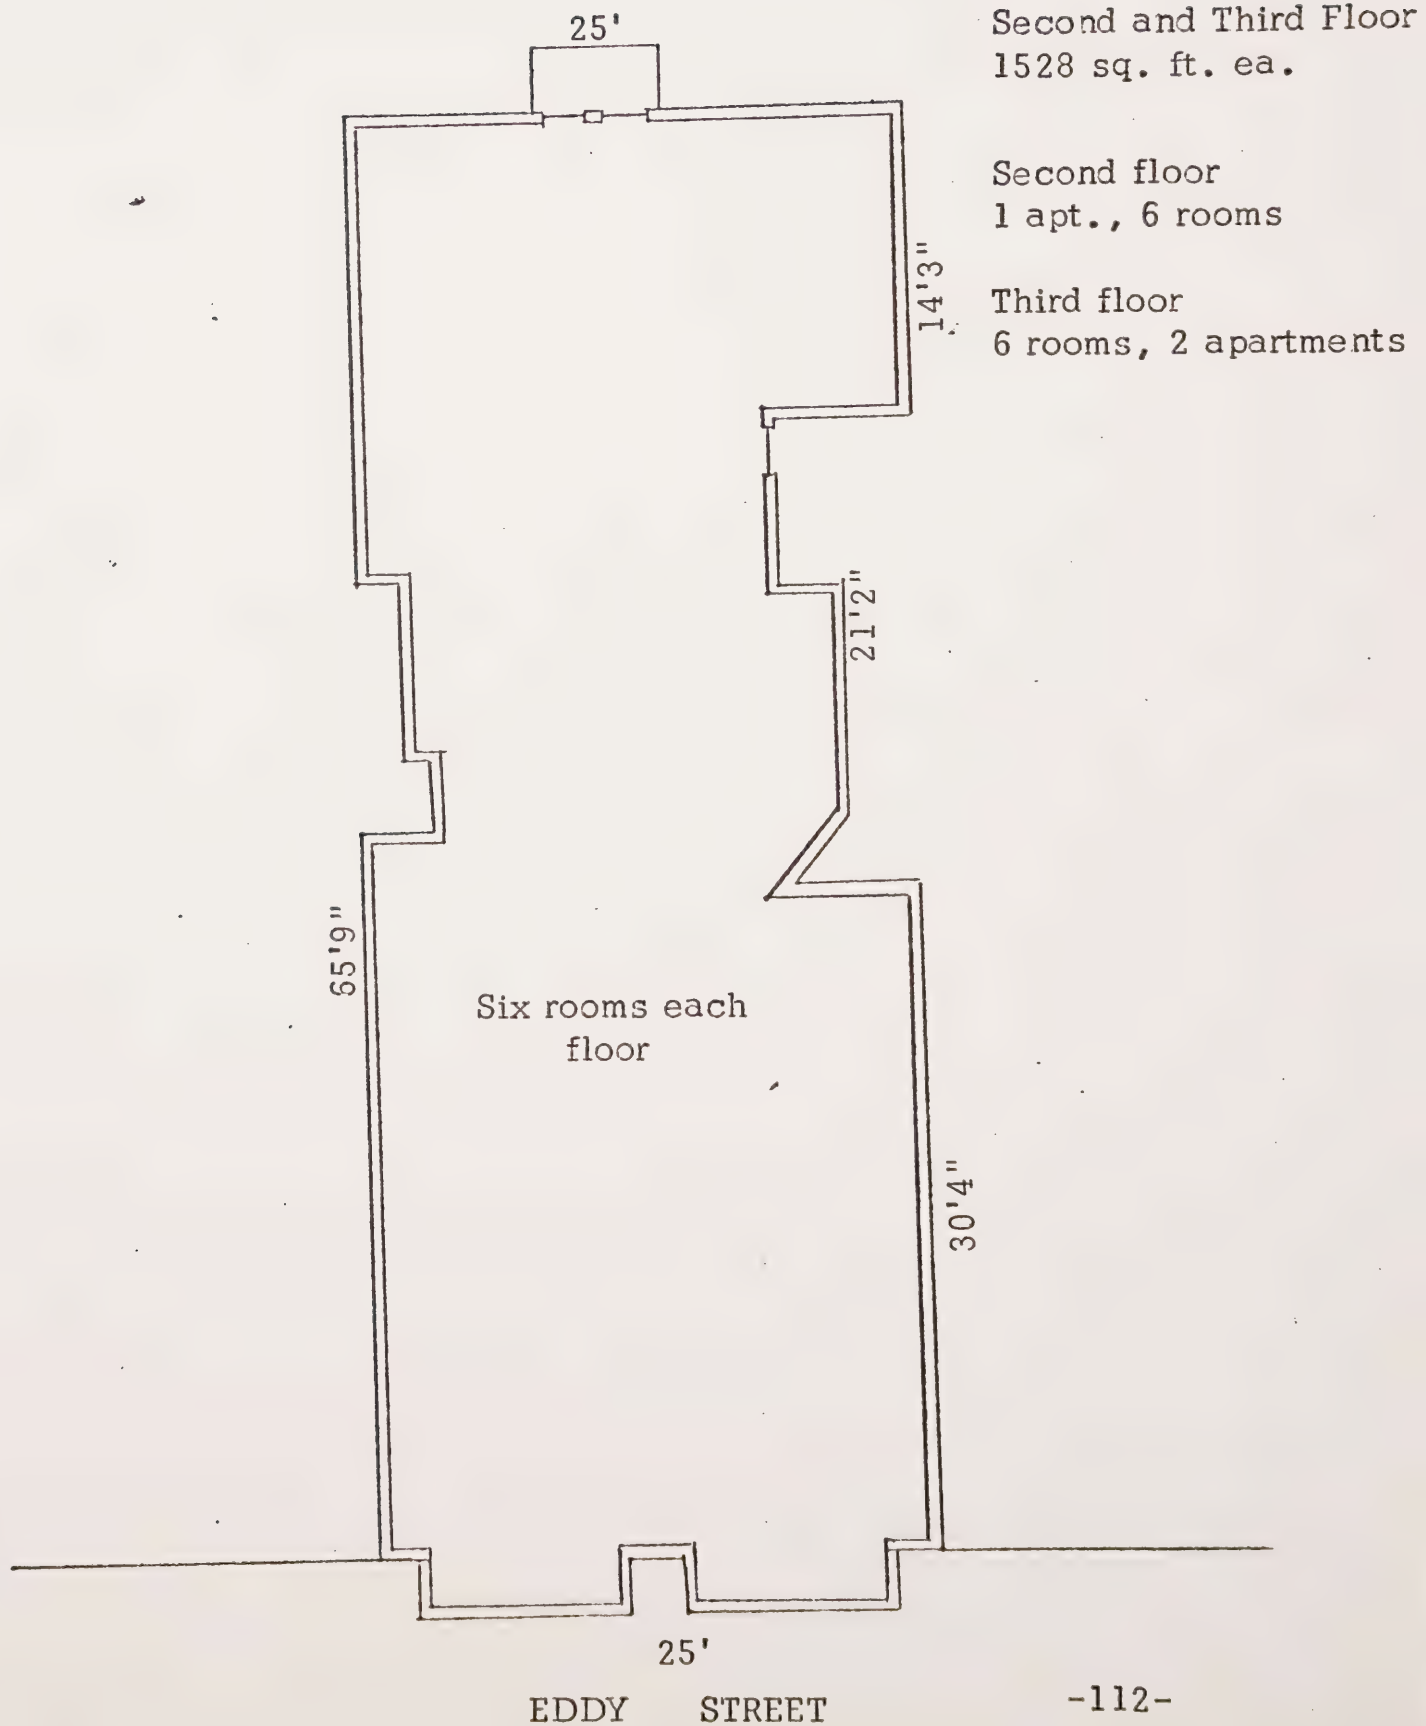 25'
Second and Third Floor
1528 sq. ft. ea.
Second floor
1 apt., 6 rooms
14'3"
Third floor
6 rooms, 2 apartments
21'2"
65'9"
Six rooms each
floor
30'4"
25'
EDDY STREET
-112-